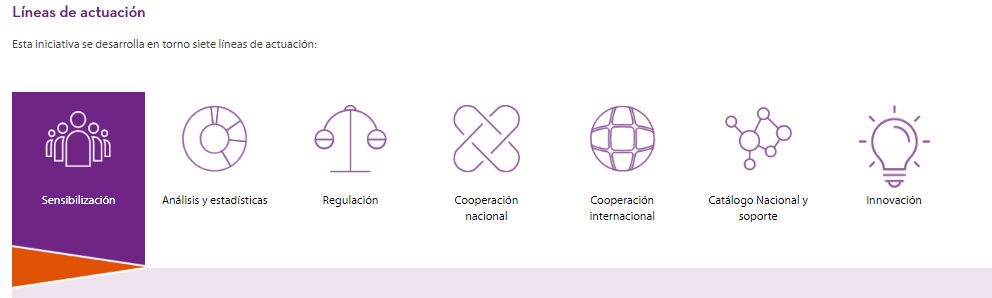 Líneas de actuación
Esta iniciativa se desarrolla en torno siete líneas de actuación:
Sensibilización
Análisis y estadísticas
Regulación
Cooperación
nacional
Cooperación
internacional
Catálogo Nacional y
soporte
Innovación